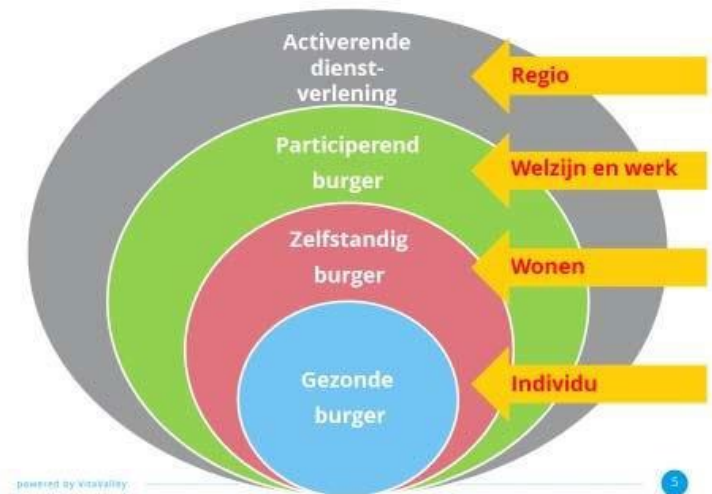 Activerende
dienst-
verlening
Regio
Participerend
burger
Welzijn en werk
Zelfstandig
burger
Wonen
Gezonde
burger
Individu
powered by VitaValley
5